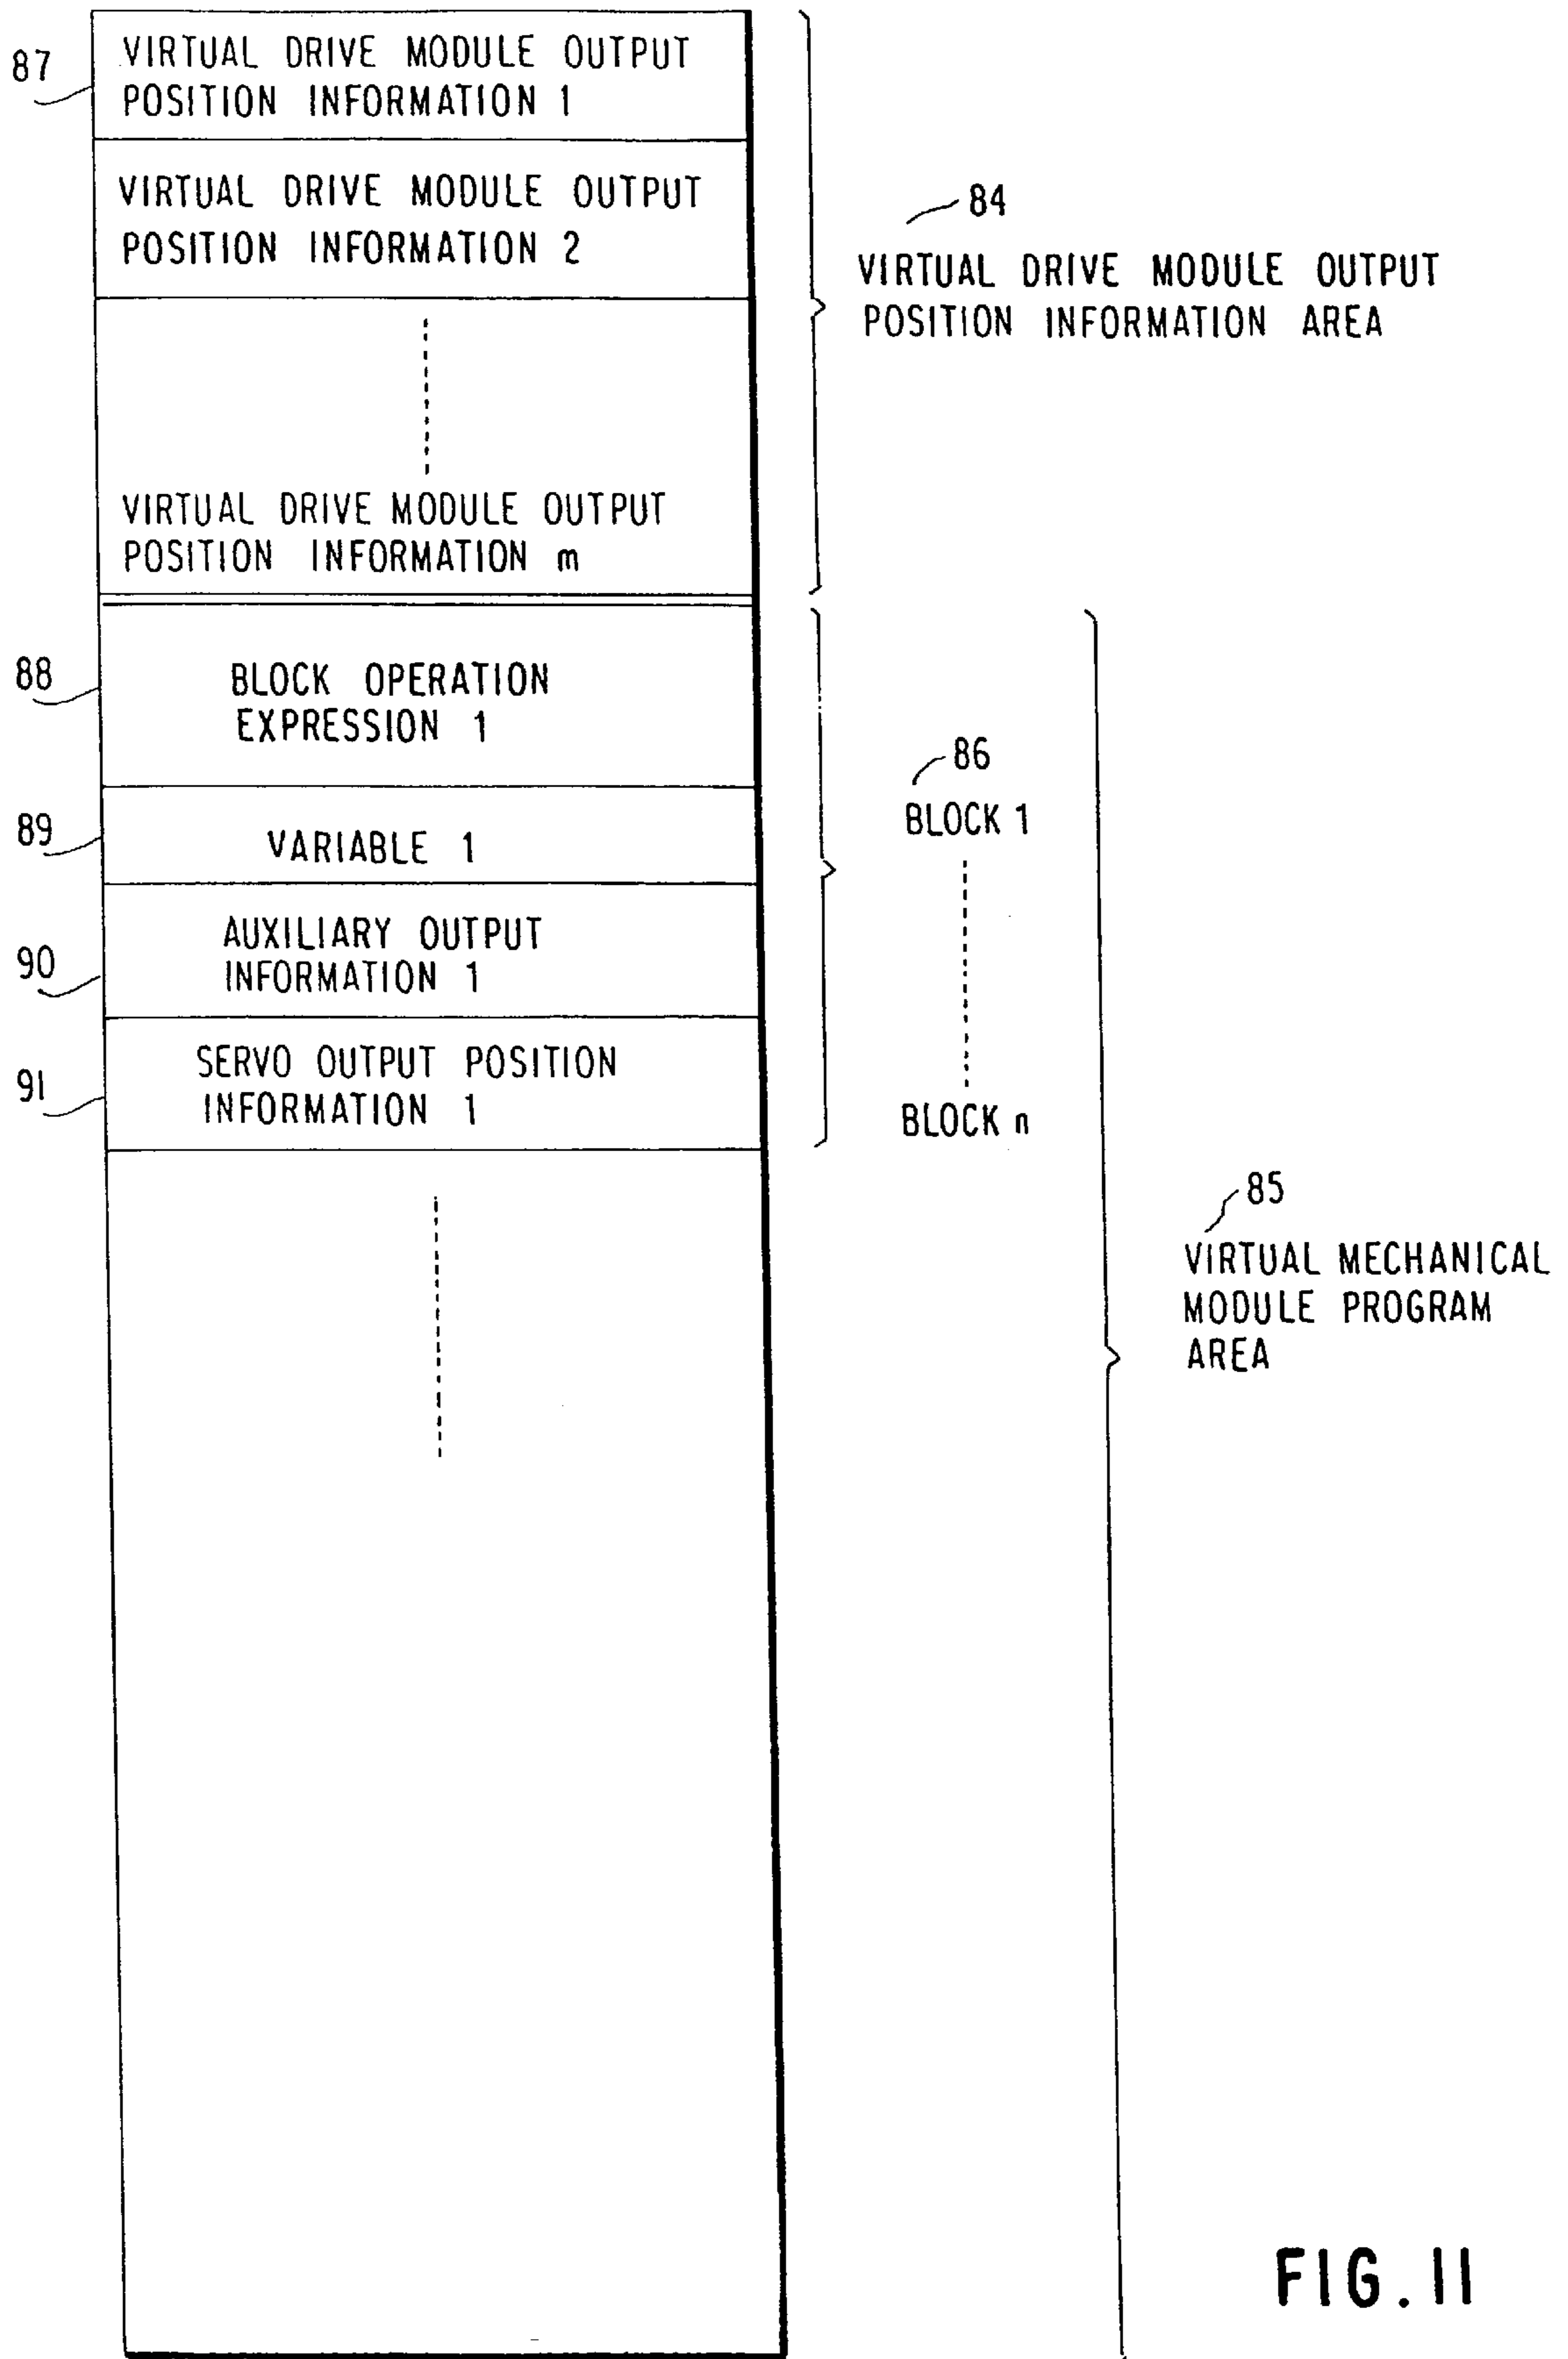 87
VIRTUAL DRIVE MODULE OUTPUT
POSITION INFORMATION 1
VIRTUAL DRIVE MODULE OUTPUT
POSITION INFORMATION 2
84
VIRTUAL DRIVE MODULE OUTPUT
POSITION INFORMATION AREA
VIRTUAL DRIVE MODULE OUTPUT
POSITION INFORMATION m
88
BLOCK OPERATION
EXPRESSION 1
86
BLOCK 1
89
VARIABLE 1
90
AUXILIARY OUTPUT
INFORMATION 1
91
SERVO OUTPUT POSITION
INFORMATION 1
BLOCK n
85
VIRTUAL MECHANICAL
MODULE PROGRAM
AREA
FIG. 11